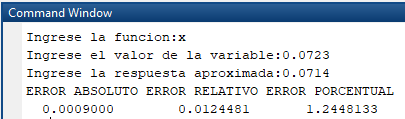 Command Window
Ingrese la funcion:x
Ingrese el valor de la variable:0.0723
Ingrese la respuesta aproximada:0.0714
ERROR ABSOLUTO ERROR RELATIVO ERROR PORCENTUAL
0.0009000 0.0124481 1.2448133